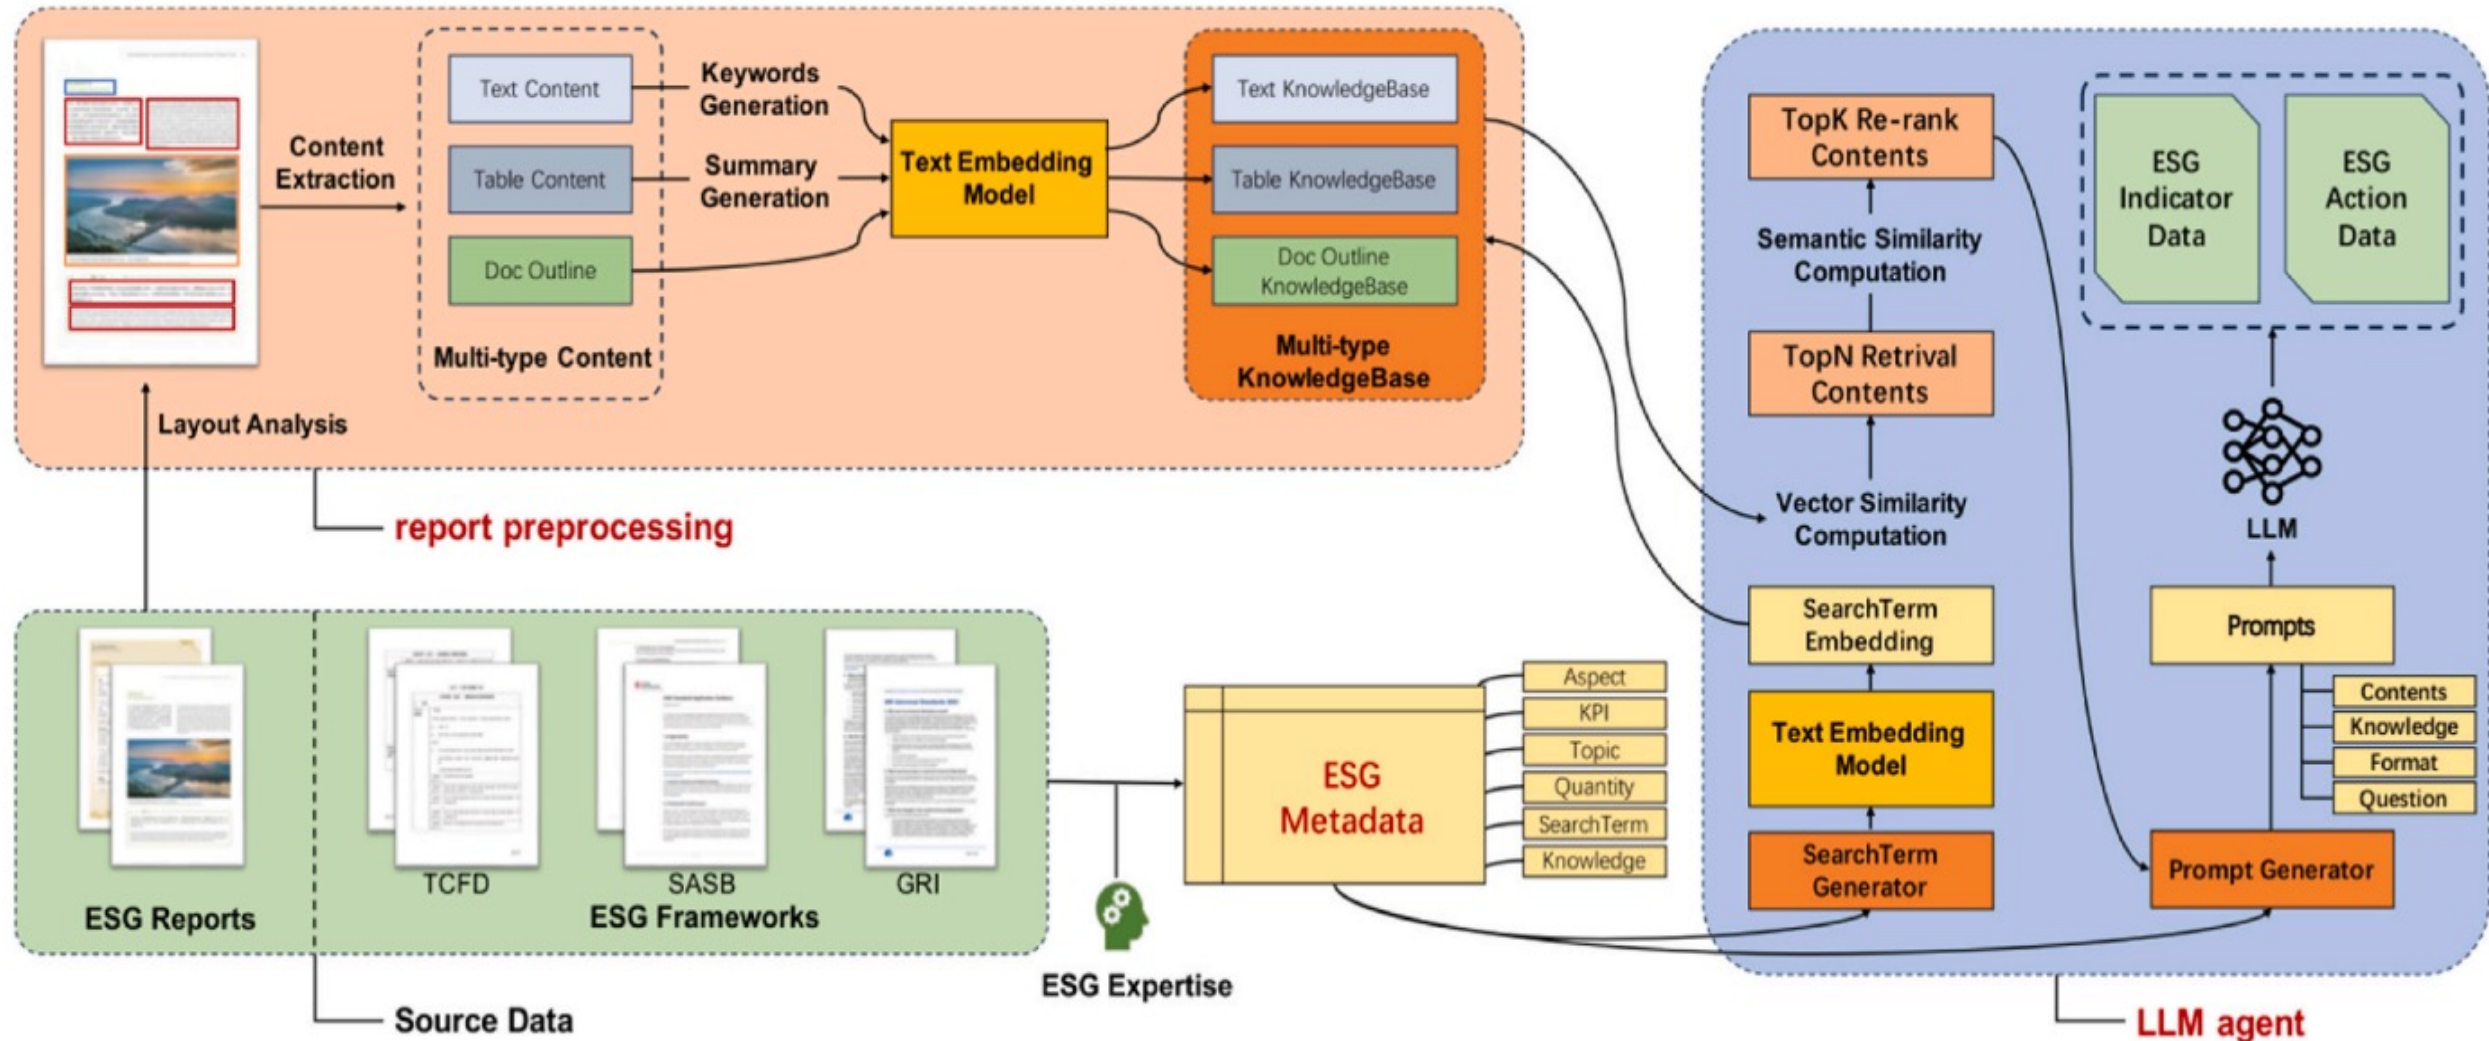 Content
Extraction
Text Content
Table Content
Doc Outline
Multi-type Content
Keywords
Generation
Summary
Generation
Text Embedding
Model
Text KnowledgeBase
Table KnowledgeBase
Doc Outline
KnowledgeBase
Multi-type
KnowledgeBase
Layout Analysis
report preprocessing
TCFD
SASB
GRI
ESG Reports
ESG Frameworks
Source Data
ESG Expertise
ESG
Metadata
Aspect
KPI
Topic
Quantity
SearchTerm
Knowledge
TopK Re-rank
Contents
Semantic Similarity
Computation
TopN Retrival
Contents
Vector Similarity
Computation
SearchTerm
Embedding
Text Embedding
Model
SearchTerm
Generator
ESG
Indicator
Data
ESG
Action
Data
LLM
Prompts
Contents
Knowledge
Format
Question
Prompt Generator
LLM agent